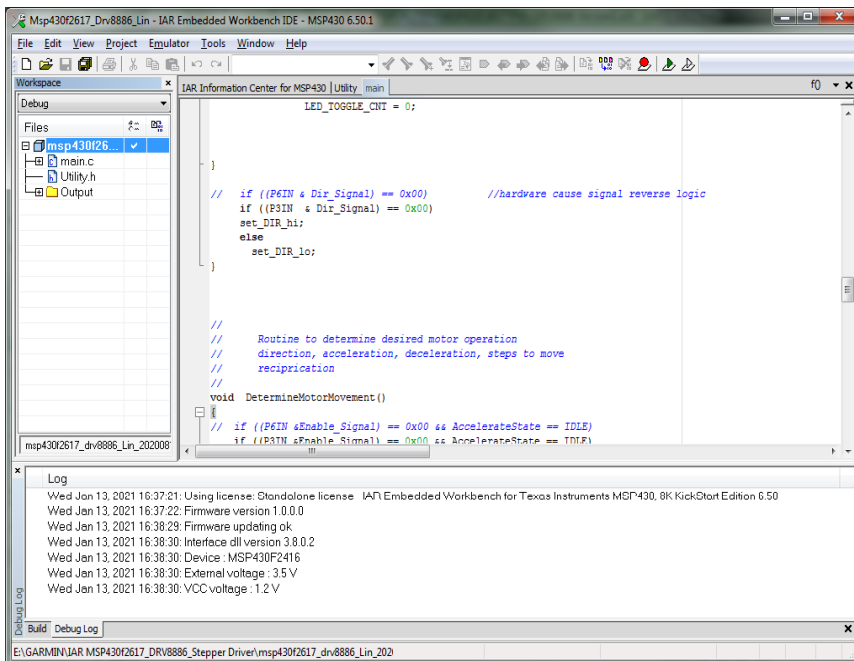 Msp430f2617_Drv8886_Lin - IAR Embedded Workbench IDE - MSP430 6.50.1
File Edit View Project Emulator Tools Window Help
Workspace
IAR Information Center for MSP430 | Utility main
f()
Debug
Files
msp430f26...
main.c
Utility.h
Output
msp430f2617_drv8886_Lin_202008
LED_TOGGLE_CNT = 0;
}
// if ((P6IN & Dir_Signal) == 0x00) //hardware cause signal reverse logic
if ((P3IN & Dir_Signal) == 0x00)
set_DIR_hi;
else
set_DIR_lo;
}
//
// Routine to determine desired motor operation
// direction, acceleration, deceleration, steps to move
// reciprication
//
void DetermineMotorMovement()
{
// if ((P6IN &Enable_Signal) == 0x00 && AccelerateState == IDLE)
if ((P3IN &Enable_Signal) == 0x00 && AccelerateState == IDLE)
Log
Wed Jan 13, 2021 16:37:21: Using license: Standalone license IAR Embedded Workbench for Texas Instruments MSP430, 8K KickStart Edition 6.50
Wed Jan 13, 2021 16:37:22: Firmware version 1.0.0.0
Wed Jan 13, 2021 16:38:29: Firmware updating ok
Wed Jan 13, 2021 16:38:30: Interface dll version 3.8.0.2
Wed Jan 13, 2021 16:38:30: Device : MSP430F2416
Wed Jan 13, 2021 16:38:30: External voltage : 3.5 V
Wed Jan 13, 2021 16:38:30: VCC voltage : 1.2 V
Debug Log
Build Debug Log
E:\GARMIN\IAR MSP430f2617_DRV8886_Stepper Driver\msp430f2617_drv8886_Lin_202